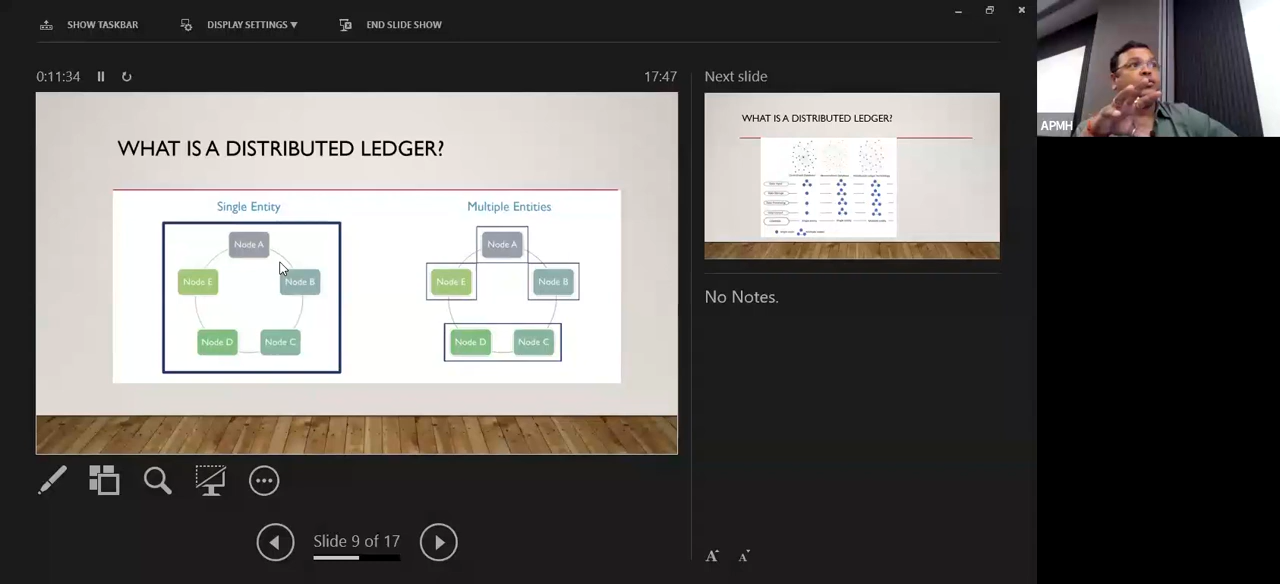 SHOW TASKBAR
DISPLAY SETTINGS ▼
END SLIDE SHOW
0:11:34
17:47
Next slide
WHAT IS A DISTRIBUTED LEDGER?
Single Entity
Multiple Entities
Node A
Node E
Node B
Node D
Node C
Node A
Node E
Node B
Node D
Node C
WHAT IS A DISTRIBUTED LEDGER?
APMH
No Notes.
Slide 9 of 17
A
A